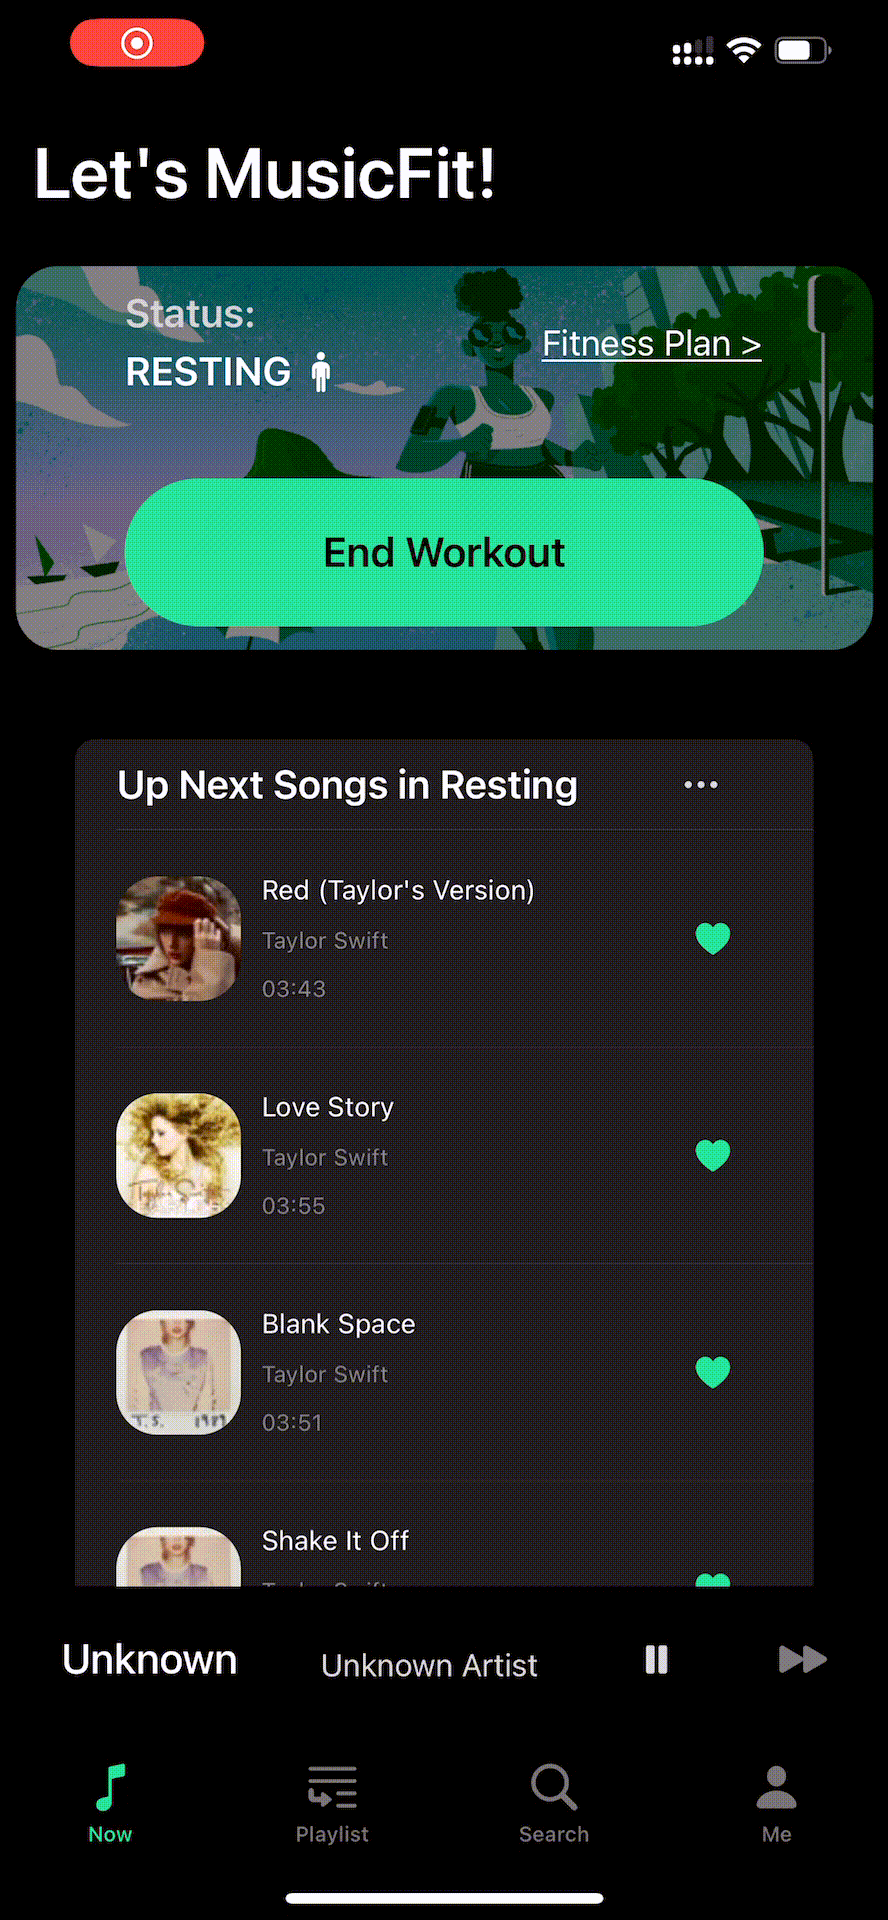 Let's MusicFit!
Status:
RESTING
Fitness Plan >
End Workout
Up Next Songs in Resting
Red (Taylor's Version)
Taylor Swift
03:43
Love Story
Taylor Swift
03:55
Blank Space
Taylor Swift
03:51
T.S. 1989
Shake It Off
Unknown
Unknown Artist
Now
Playlist
Search
Me